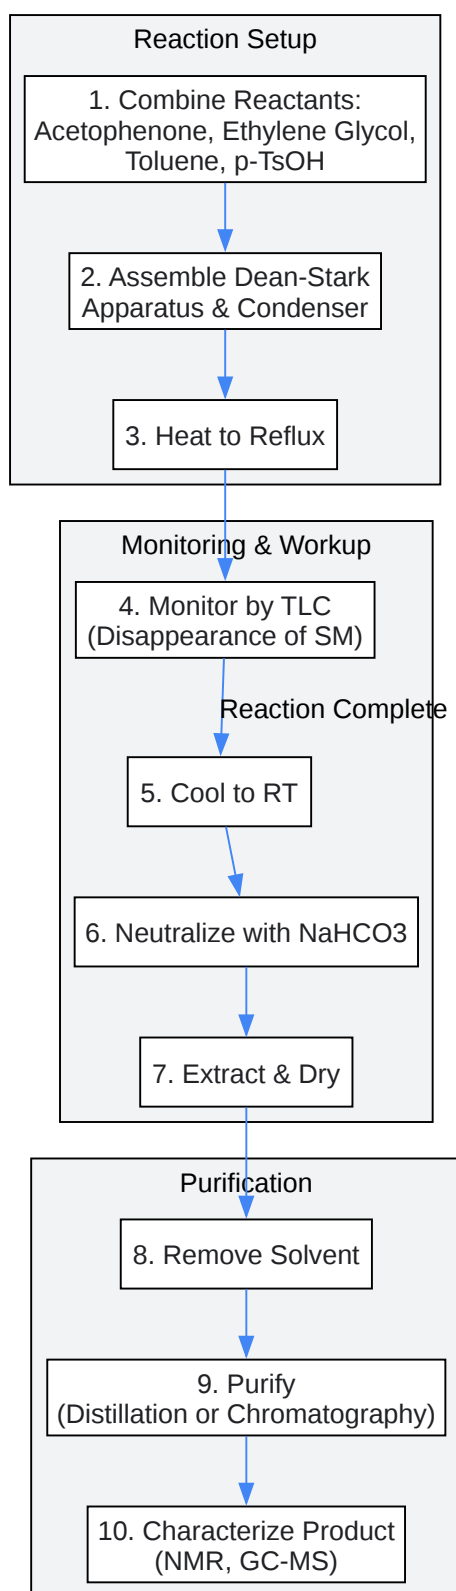 Reaction Setup
1. Combine Reactants:
Acetophenone, Ethylene Glycol,
Toluene, p-TsOH
2. Assemble Dean-Stark
Apparatus & Condenser
3. Heat to Reflux
Monitoring & Workup
4. Monitor by TLC
(Disappearance of SM)
Reaction Complete
5. Cool to RT
6. Neutralize with NaHCO3
7. Extract & Dry
Purification
8. Remove Solvent
9. Purify
(Distillation or Chromatography)
10. Characterize Product
(NMR, GC-MS)